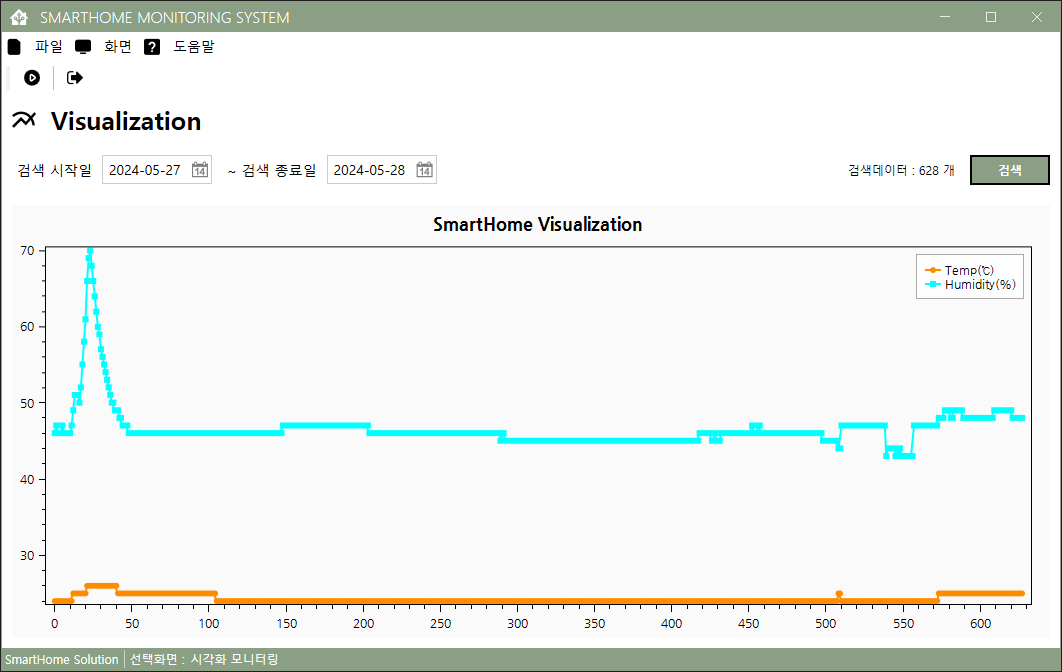 SMARTHOME MONITORING SYSTEM
파일 화면 ? 도움말
Visualization
검색 시작일 2024-05-27 14 ~ 검색 종료일 2024-05-28 14 검색데이터 : 628 개 검색
SmartHome Visualization
Temp(℃)
Humidity(%)
70
60
50
40
30
0 50 100 150 200 250 300 350 400 450 500 550 600
SmartHome Solution 선택화면 : 시각화 모니터링